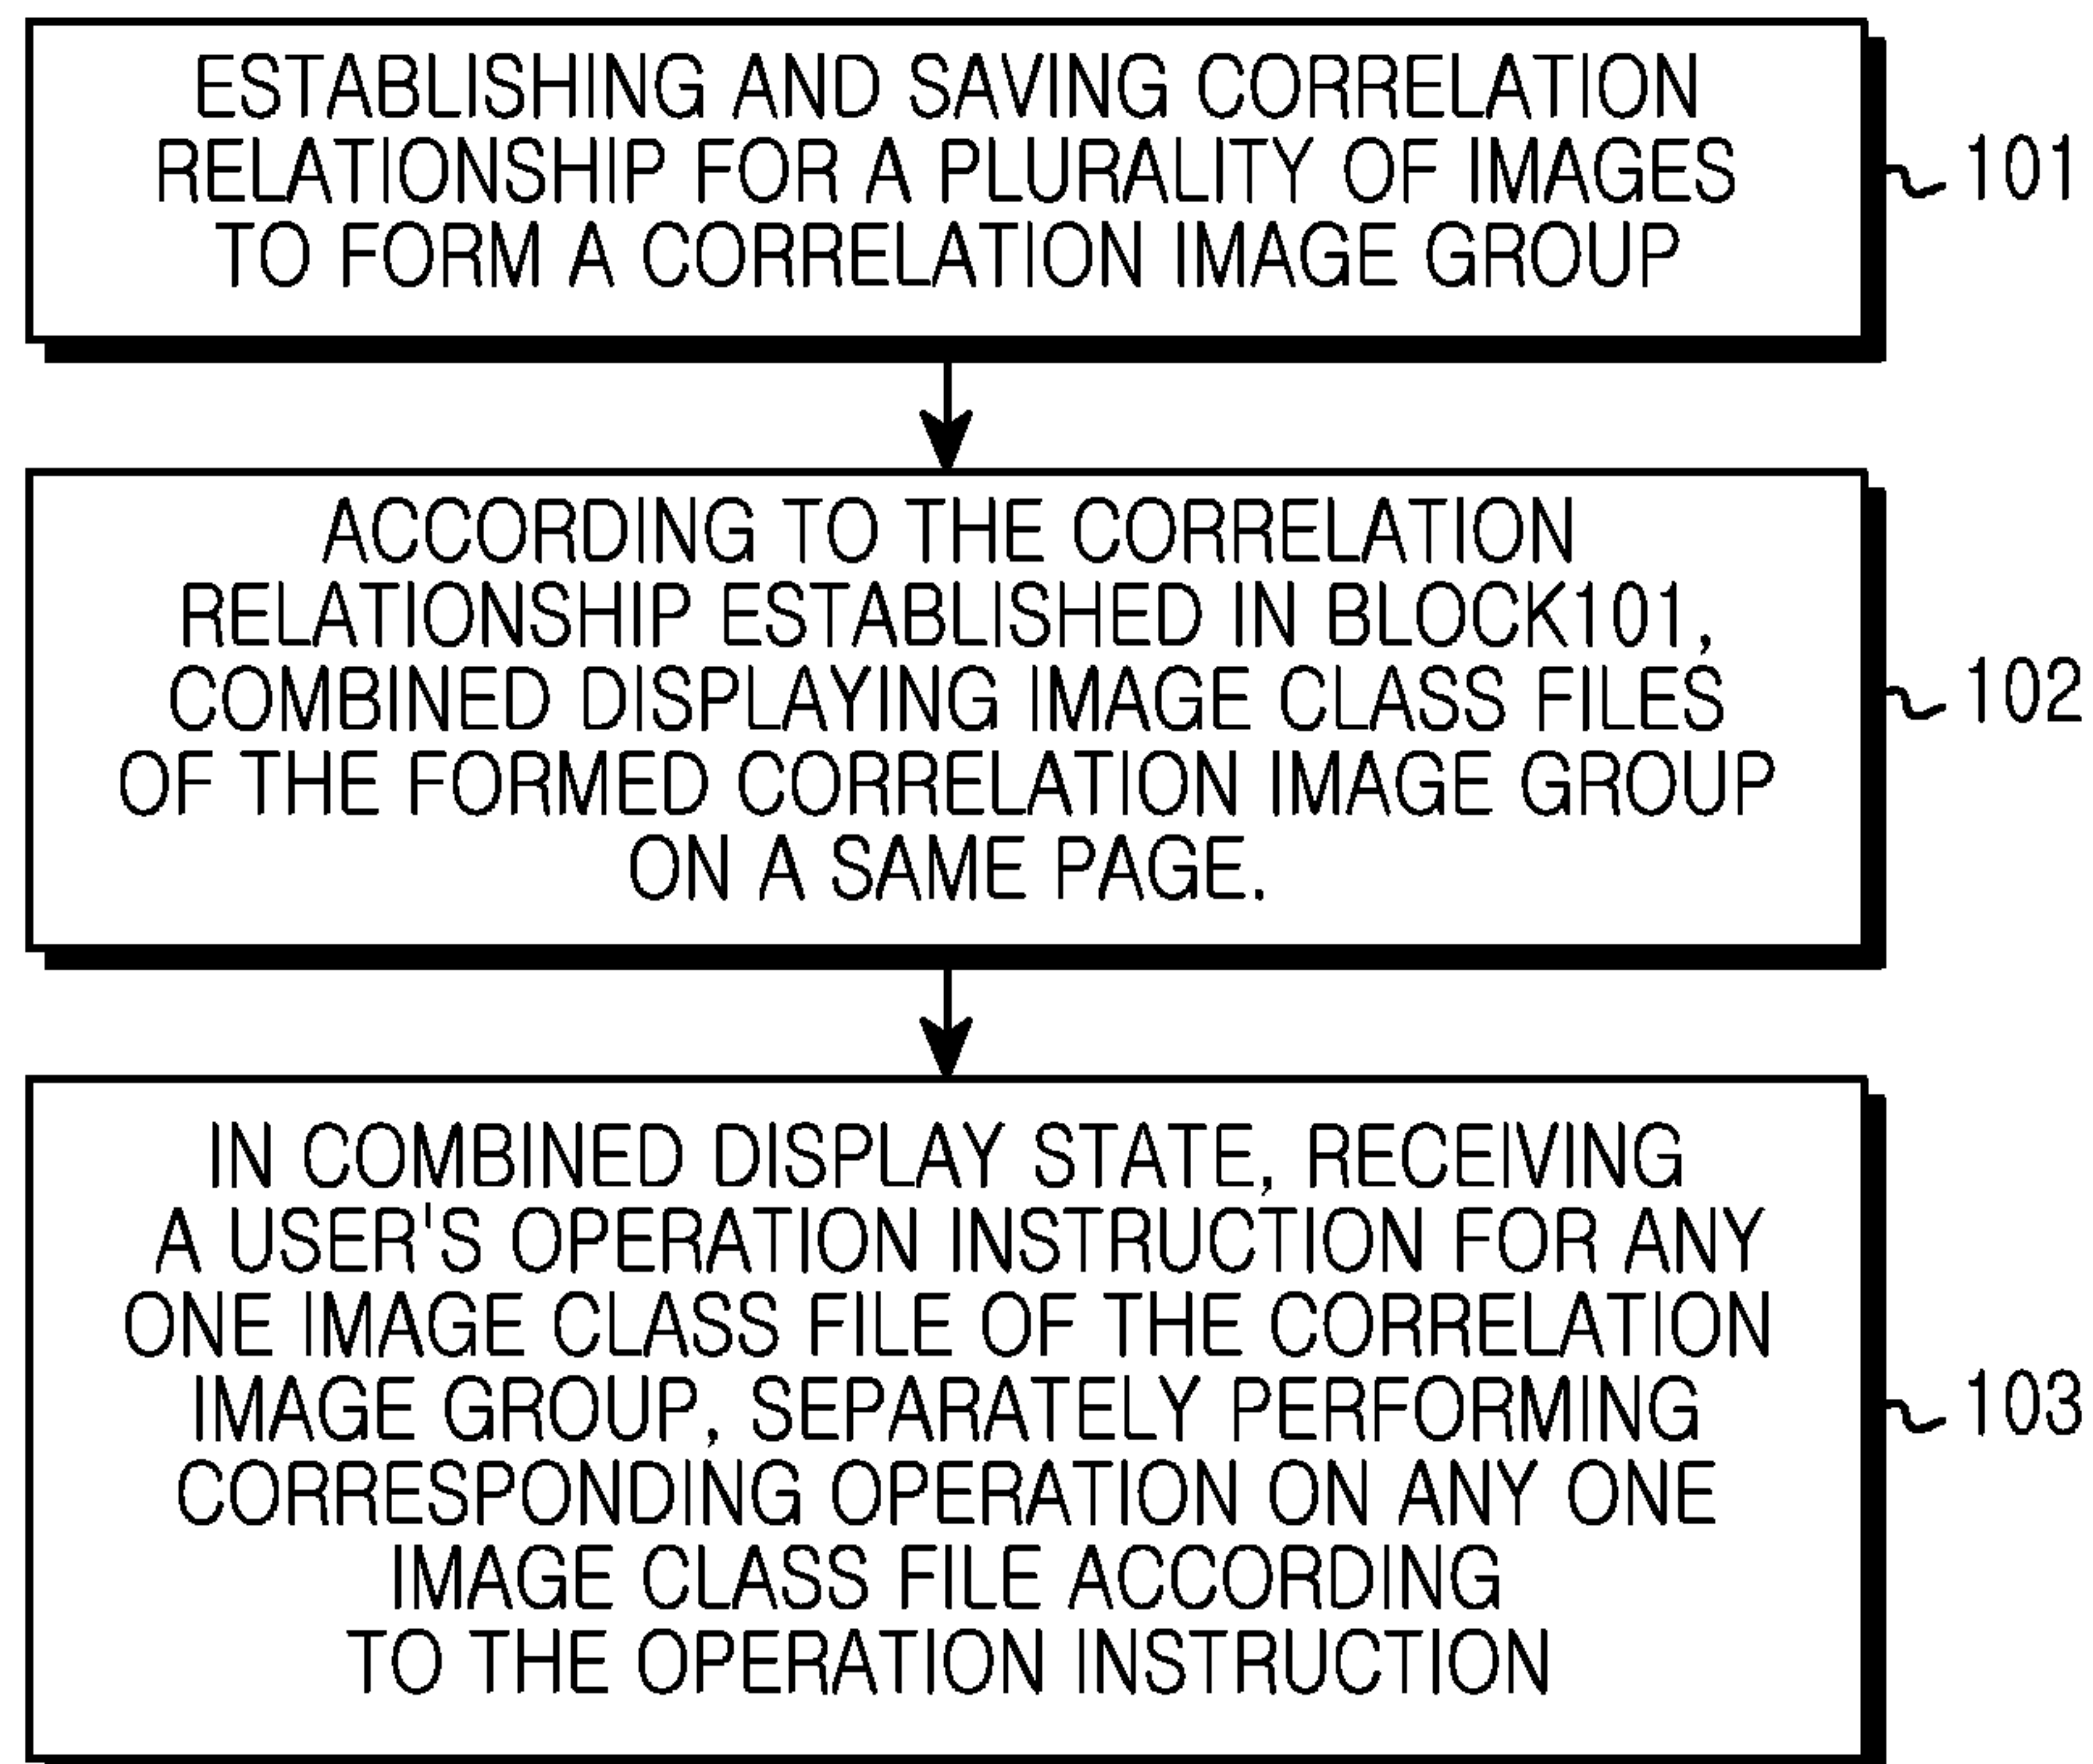 ESTABLISHING AND SAVING CORRELATION
RELATIONSHIP FOR A PLURALITY OF IMAGES
TO FORM A CORRELATION IMAGE GROUP
101
ACCORDING TO THE CORRELATION
RELATIONSHIP ESTABLISHED IN BLOCK101,
COMBINED DISPLAYING IMAGE CLASS FILES
OF THE FORMED CORRELATION IMAGE GROUP
ON A SAME PAGE.
102
IN COMBINED DISPLAY STATE, RECEIVING
A USER'S OPERATION INSTRUCTION FOR ANY
ONE IMAGE CLASS FILE OF THE CORRELATION
IMAGE GROUP, SEPARATELY PERFORMING
CORRESPONDING OPERATION ON ANY ONE
IMAGE CLASS FILE ACCORDING
TO THE OPERATION INSTRUCTION
103